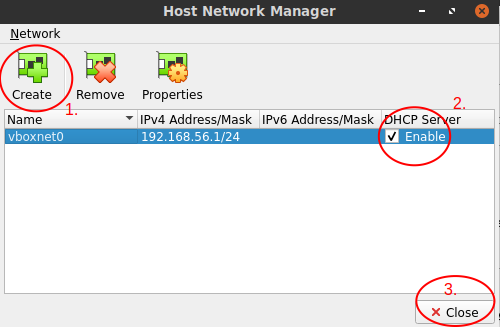 Host Network Manager
Network
Create Remove Properties
1.
2.
Name IPv4 Address/Mask IPv6 Address/Mask DHCP Server
vboxnet0 192.168.56.1/24 Enable
3.
Close